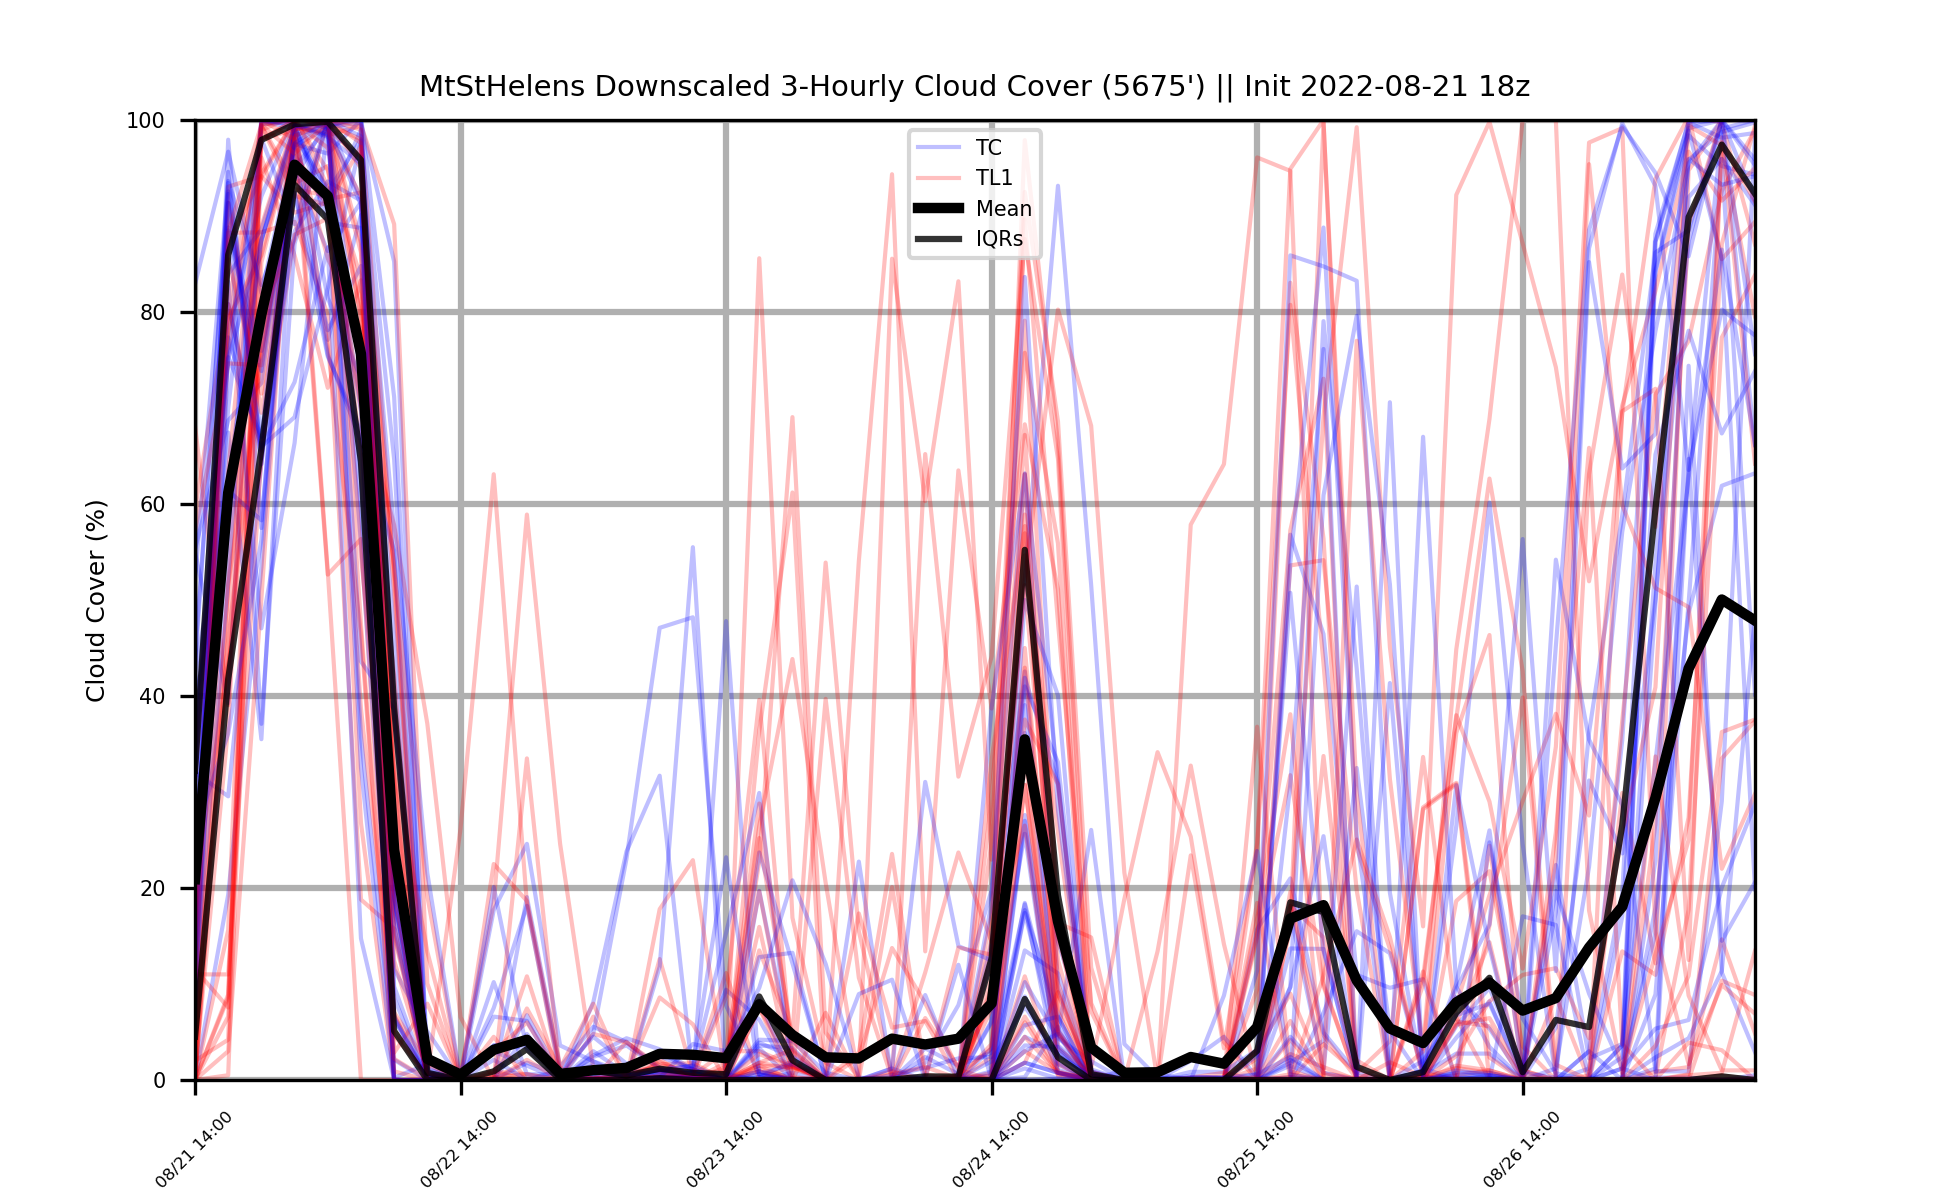 MtStHelens Downscaled 3-Hourly Cloud Cover (5675') || Init 2022-08-21 18z
100
80
60
40
20
0
Cloud Cover (%)
TC
TL1
Mean
IQRs
08/21 14:00
08/22 14:00
08/23 14:00
08/24 14:00
08/25 14:00
08/26 14:00